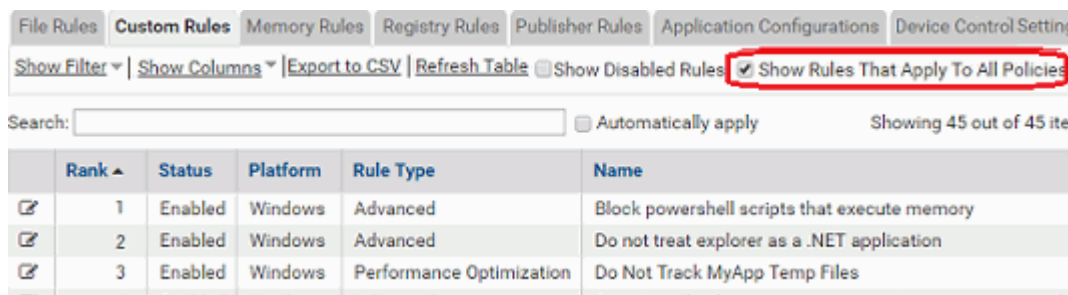 File Rules Custom Rules Memory Rules Registry Rules Publisher Rules Application Configurations Device Control Setting
Show Filter | Show Columns | Export to CSV | Refresh Table Show Disabled Rules Show Rules That Apply To All Policies
Search: Automatically apply Showing 45 out of 45 ite
Rank Status Platform Rule Type Name
1 Enabled Windows Advanced Block powershell scripts that execute memory
2 Enabled Windows Advanced Do not treat explorer as a .NET application
3 Enabled Windows Performance Optimization Do Not Track MyApp Temp Files